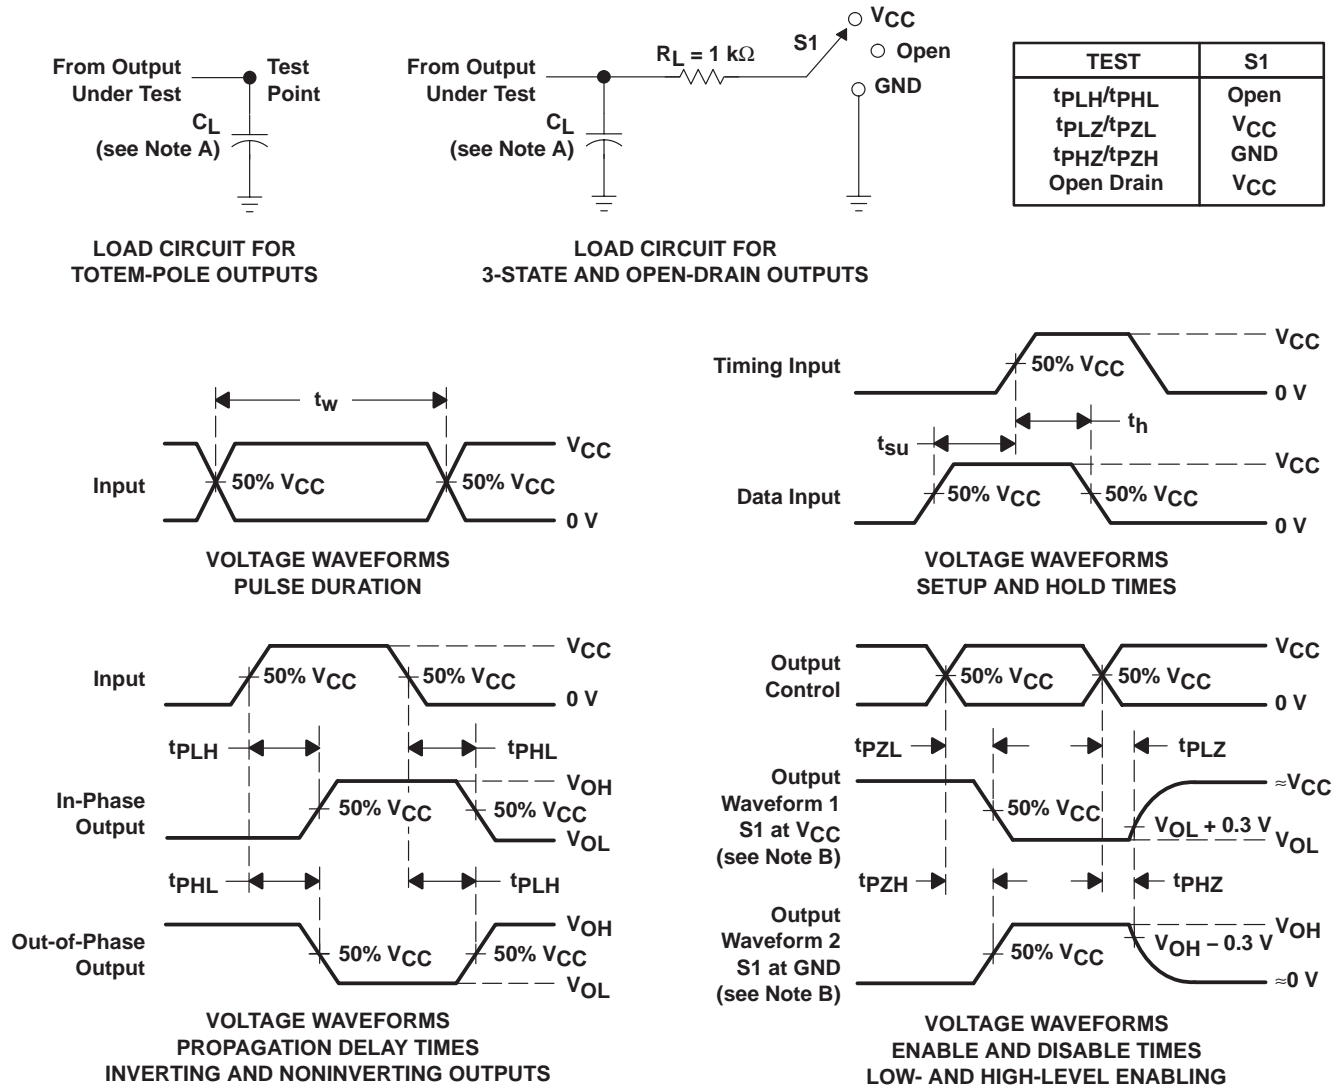 From Output
Under Test
Test
Point
CL
(see Note A)
LOAD CIRCUIT FOR
TOTEM-POLE OUTPUTS
From Output
Under Test
RL = 1 kΩ
S1
VCC
Open
GND
CL
(see Note A)
LOAD CIRCUIT FOR
3-STATE AND OPEN-DRAIN OUTPUTS
TEST S1
tPLH/tPHL Open
tPLZ/tPZL VCC
tPHZ/tPZH GND
Open Drain VCC
tw
Input
50% VCC
50% VCC
VCC
0 V
VOLTAGE WAVEFORMS
PULSE DURATION
Timing Input
50% VCC
VCC
0 V
tsu
th
Data Input
50% VCC
50% VCC
VCC
0 V
VOLTAGE WAVEFORMS
SETUP AND HOLD TIMES
Input
50% VCC
50% VCC
VCC
0 V
tPLH
tPHL
In-Phase
Output
50% VCC
50% VCC
VOH
VOL
tPHL
tPLH
Out-of-Phase
Output
50% VCC
50% VCC
VOH
VOL
VOLTAGE WAVEFORMS
PROPAGATION DELAY TIMES
INVERTING AND NONINVERTING OUTPUTS
Output
Control
50% VCC
50% VCC
VCC
0 V
tPZL
tPLZ
Output
Waveform 1
S1 at VCC
(see Note B)
50% VCC
≈VCC
VOL + 0.3 V
VOL
tPZH
tPHZ
Output
Waveform 2
S1 at GND
(see Note B)
50% VCC
VOH
VOH − 0.3 V
≈0 V
VOLTAGE WAVEFORMS
ENABLE AND DISABLE TIMES
LOW- AND HIGH-LEVEL ENABLING